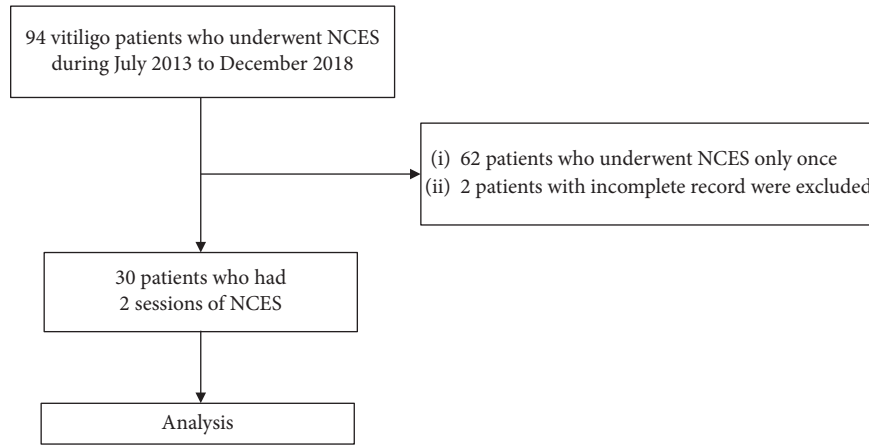 94 vitiligo patients who underwent NCES
during July 2013 to December 2018
(i) 62 patients who underwent NCES only once
(ii) 2 patients with incomplete record were excluded
30 patients who had
2 sessions of NCES
Analysis